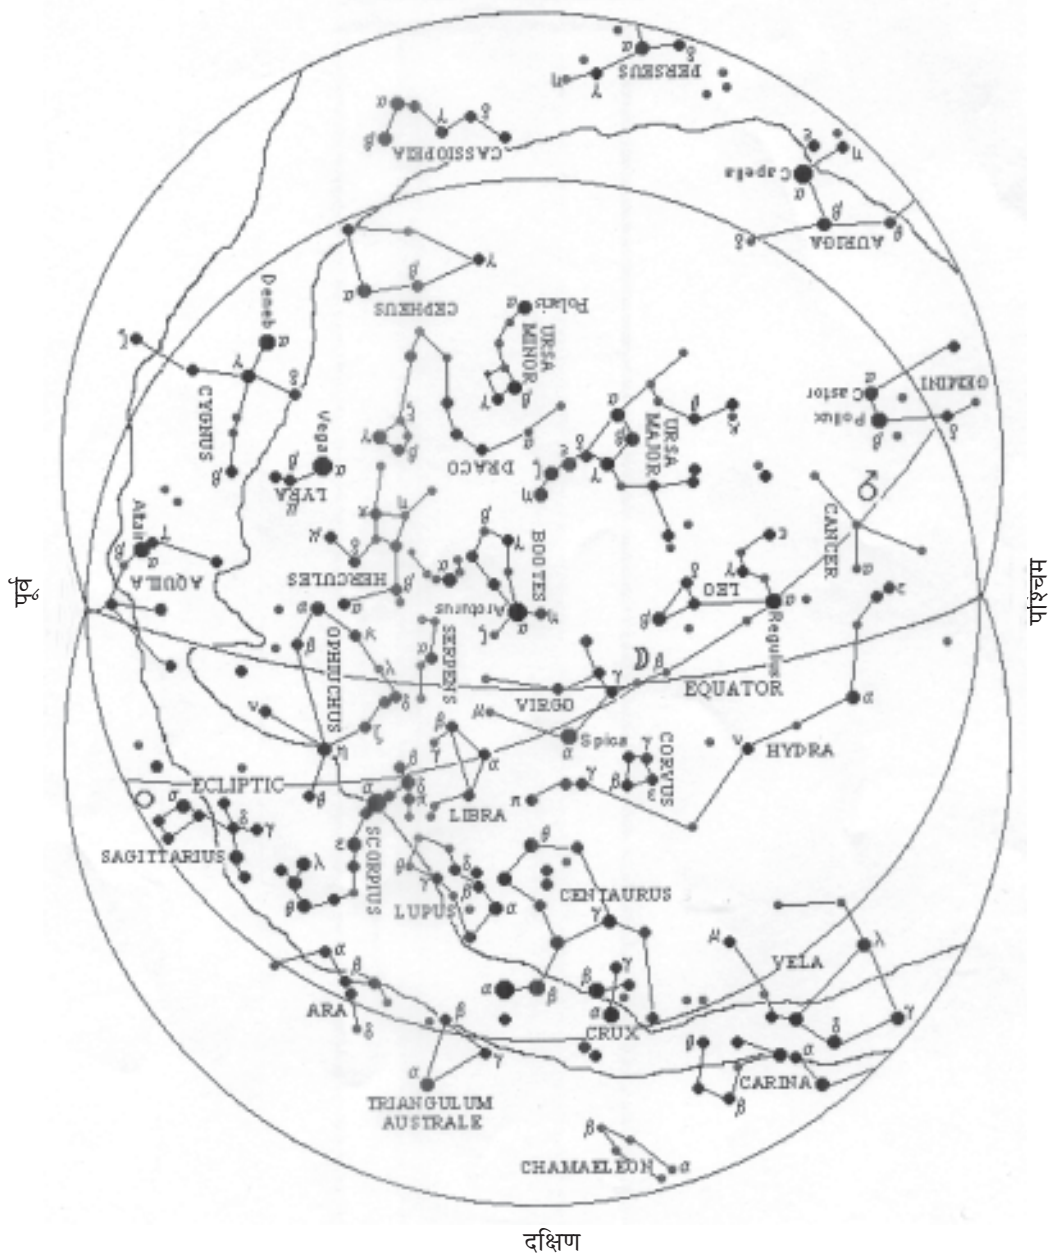 α δ
PERSEUS
η γ
α γ δ
β
CASSIOPEIA
ε η
Capella
α
β θ
δ AURIGA
γ
β
α
CEPHEUS
α Polaris
URSA
MINOR
γ β
Deneb
α
ζ γ δ
CYGNUS
β
Vega
α
β
LYRA
DRACO
α
URSA
MAJOR
α β γ δ ε ζ η
GEMINI
α
Castor
Pollux
β δ
♂
CANCER
α
Atair
γ
α
β
AQUILA
μ
HERCULES
β
α
BOOTES
β γ
Arcturus
α η
ζ
ε
γ
LEO
δ
β
α
Regulus
पूर्व
पश्चिम
α
β κ
OPHIUCHUS
λ
δ
ν
ζ
η
θ
SERPENS
α
VIRGO
β
γ
μ
α Spica
EQUATOR
α
ν HYDRA
CORVUS
γ
β ε
π γ
ECLIPTIC
β
γ
α
LIBRA
α
β
δ
π
SCORPIUS
ε
λ
θ
α
δ γ
SAGITTARIUS
θ
CENTAURUS
γ
α β
LUPUS
γ δ β α
μ
VELA
λ
γ
δ
α
β
ARA
δ
β γ
α
CRUX
β
γ
α
TRIANGULUM
AUSTRALE
θ α
CARINA
β
β
CHAMAELEON α
दक्षिण